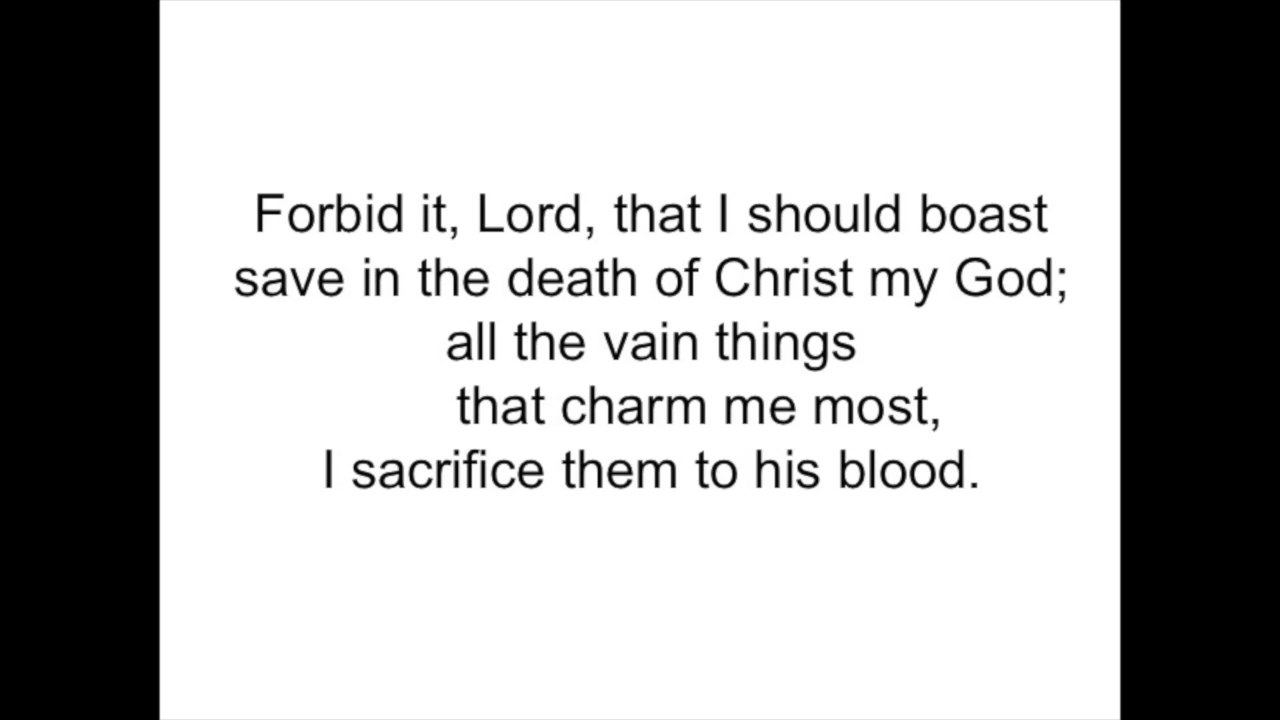 Forbid it, Lord, that I should boast
save in the death of Christ my God;
all the vain things
that charm me most,
I sacrifice them to his blood.